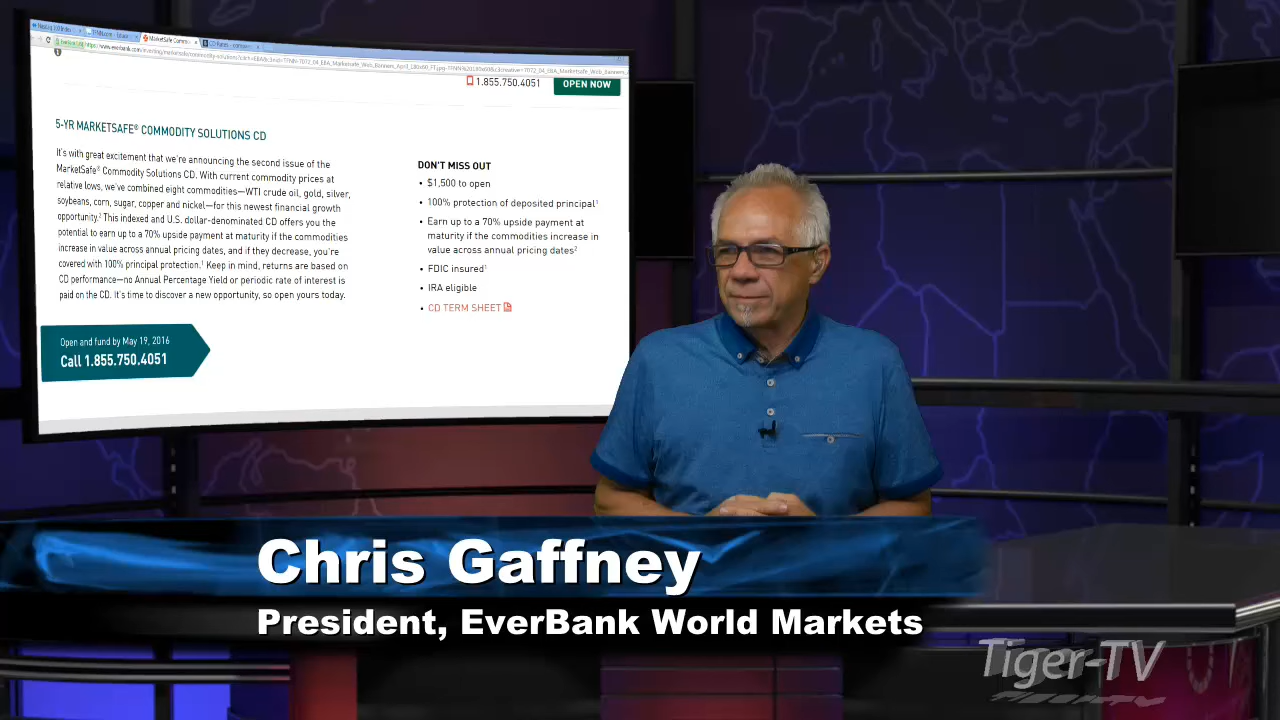 MarketSafe Commo
1.855.750.4051
OPEN NOW
5-YR MARKETSAFE® COMMODITY SOLUTIONS CD
It's with great excitement that we're announcing the second issue of the
MarketSafe® Commodity Solutions CD. With current commodity prices at
relative lows, we've combined eight commodities—WTI crude oil, gold, silver,
soybeans, corn, sugar, copper and nickel—for this newest financial growth
opportunity.² This indexed and U.S. dollar-denominated CD offers you the
potential to earn up to a 70% upside payment at maturity if the commodities
increase in value across annual pricing dates, and if they decrease, you're
covered with 100% principal protection.¹ Keep in mind, returns are based on
CD performance—no Annual Percentage Yield or periodic rate of interest is
paid on the CD. It's time to discover a new opportunity, so open yours today.
Open and fund by May 19, 2016
Call 1.855.750.4051
DON'T MISS OUT
• $1,500 to open
• 100% protection of deposited principal¹
• Earn up to a 70% upside payment at
maturity if the commodities increase in
value across annual pricing dates²
• FDIC insured¹
• IRA eligible
• CD TERM SHEET
Chris Gaffney
President, EverBank World Markets
Tiger-TV